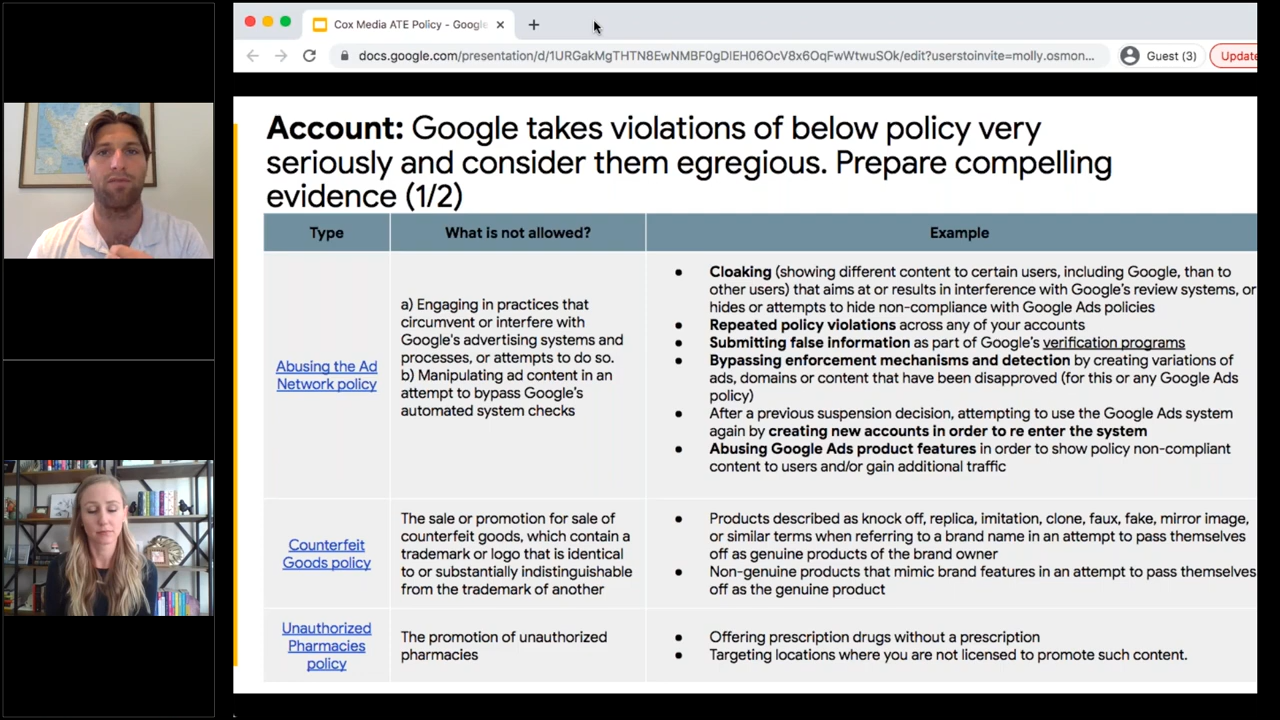 Cox Media ATE Policy - Google
docs.google.com/presentation/d/1URGakMgTHTN8EwNMBF0gDIEH06OcV8x6OqFwWtwuSOk/edit?userstoinvite=molly.osmon...
Guest (3)
Update
Account: Google takes violations of below policy very
seriously and consider them egregious. Prepare compelling
evidence (1/2)
Type
What is not allowed?
Example
Abusing the Ad
Network policy
a) Engaging in practices that
circumvent or interfere with
Google's advertising systems and
processes, or attempts to do so.
b) Manipulating ad content in an
attempt to bypass Google's
automated system checks
● Cloaking (showing different content to certain users, including Google, than to
other users) that aims at or results in interference with Google's review systems, or
hides or attempts to hide non-compliance with Google Ads policies
● Repeated policy violations across any of your accounts
● Submitting false information as part of Google's verification programs
● Bypassing enforcement mechanisms and detection by creating variations of
ads, domains or content that have been disapproved (for this or any Google Ads
policy)
● After a previous suspension decision, attempting to use the Google Ads system
again by creating new accounts in order to re enter the system
● Abusing Google Ads product features in order to show policy non-compliant
content to users and/or gain additional traffic
Counterfeit
Goods policy
The sale or promotion for sale of
counterfeit goods, which contain a
trademark or logo that is identical
to or substantially indistinguishable
from the trademark of another
● Products described as knock off, replica, imitation, clone, faux, fake, mirror image,
or similar terms when referring to a brand name in an attempt to pass themselves
off as genuine products of the brand owner
● Non-genuine products that mimic brand features in an attempt to pass themselves
off as the genuine product
Unauthorized
Pharmacies
policy
The promotion of unauthorized
pharmacies
● Offering prescription drugs without a prescription
● Targeting locations where you are not licensed to promote such content.